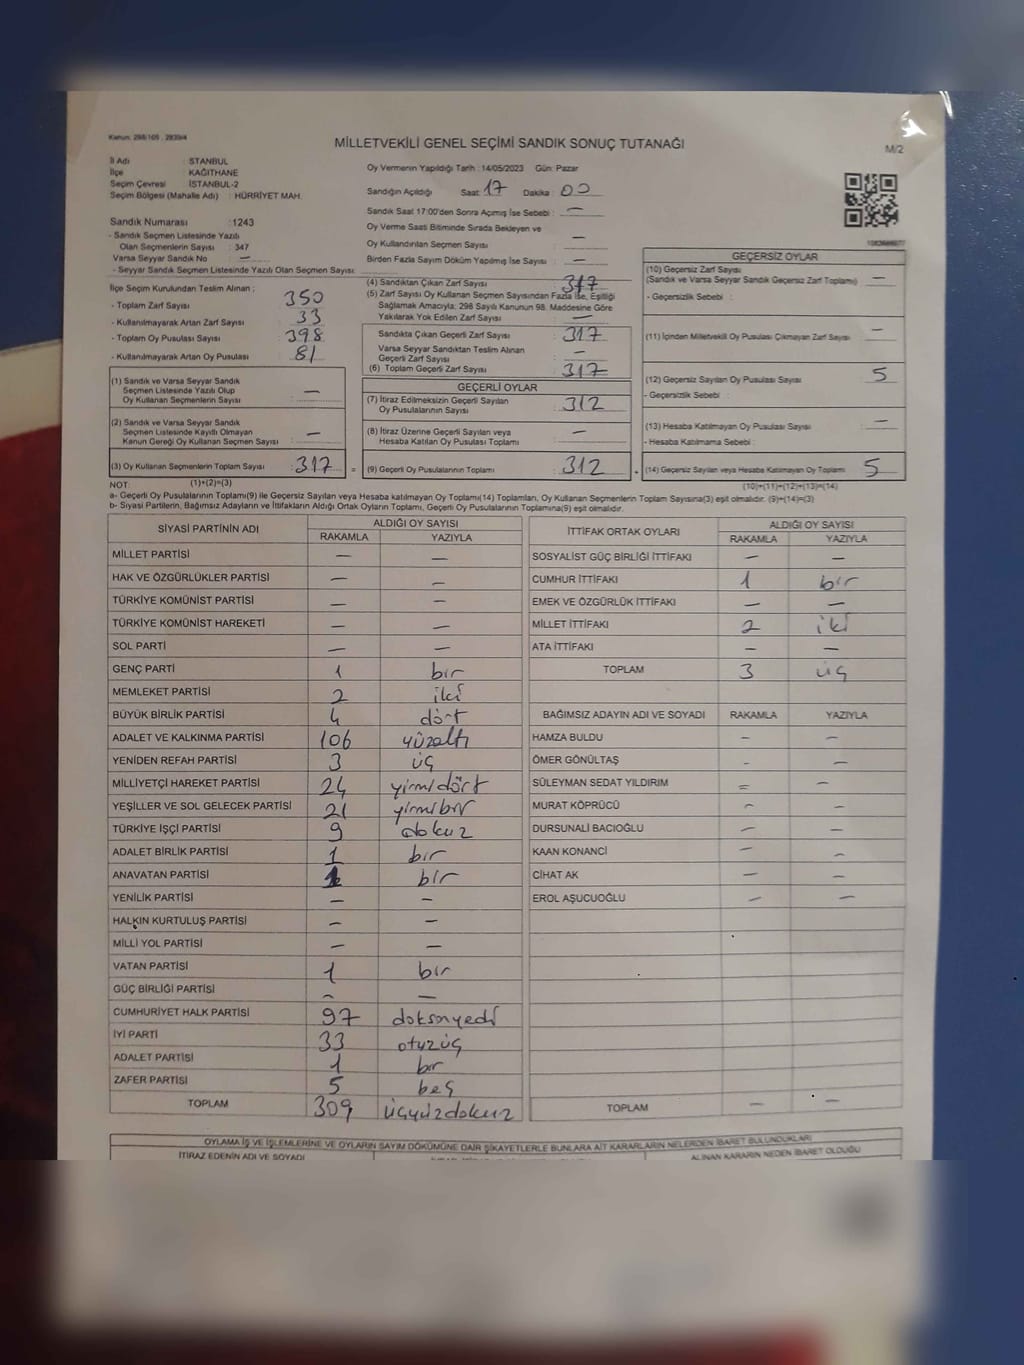 Kanun: 298/105 , 2839/4
MİLLETVEKİLİ GENEL SEÇİMİ SANDIK SONUÇ TUTANAĞI
M/2
İl Adı : İSTANBUL
İlçe : KAĞITHANE
Seçim Çevresi : İSTANBUL-2
Seçim Bölgesi (Mahalle Adı) : HÜRRİYET MAH.
Oy Vermenin Yapıldığı Tarih : 14/05/2023 Gün: Pazar
Sandığın Açıldığı Saat: 17 Dakika : 00
Sandık Saat 17:00'den Sonra Açılmış İse Sebebi : —
Oy Verme Saati Bitiminde Sırada Bekleyen ve
Oy Kullandırılan Seçmen Sayısı : —
Birden Fazla Sayım Döküm Yapılmış İse Sayısı : —
Sandık Numarası : 1243
- Sandık Seçmen Listesinde Yazılı
Olan Seçmenlerin Sayısı : 347
Varsa Seyyar Sandık No : —
- Seyyar Sandık Seçmen Listesinde Yazılı Olan Seçmen Sayısı:
İlçe Seçim Kurulundan Teslim Alınan ;
- Toplam Zarf Sayısı : 350
- Kullanılmayarak Artan Zarf Sayısı : 33
- Toplam Oy Pusulası Sayısı : 398
- Kullanılmayarak Artan Oy Pusulası : 81
(1) Sandık ve Varsa Seyyar Sandık
Seçmen Listesinde Yazılı Olup
Oy Kullanan Seçmenlerin Sayısı : —
(2) Sandık ve Varsa Seyyar Sandık
Seçmen Listesinde Kayıtlı Olmayan
Kanun Gereği Oy Kullanan Seçmen Sayısı : —
(3) Oy Kullanan Seçmenlerin Toplam Sayısı : 317
(1)+(2)=(3)
(4) Sandıktan Çıkan Zarf Sayısı : 317
(5) Zarf Sayısı Oy Kullanan Seçmen Sayısından Fazla İse, Eşitliği
Sağlamak Amacıyla; 298 Sayılı Kanunun 98. Maddesine Göre
Yakılarak Yok Edilen Zarf Sayısı : —
Sandıkta Çıkan Geçerli Zarf Sayısı : 317
Varsa Seyyar Sandıktan Teslim Alınan
Geçerli Zarf Sayısı : —
(6) Toplam Geçerli Zarf Sayısı : 317
GEÇERLİ OYLAR
(7) İtiraz Edilmeksizin Geçerli Sayılan
Oy Pusulalarının Sayısı : 312
(8) İtiraz Üzerine Geçerli Sayılan veya
Hesaba Katılan Oy Pusulası Toplamı : —
= (9) Geçerli Oy Pusulalarının Toplamı : 312
GEÇERSİZ OYLAR
(10) Geçersiz Zarf Sayısı
(Sandık ve Varsa Seyyar Sandık Geçersiz Zarf Toplamı) : —
- Geçersizlik Sebebi :
(11) İçinden Milletvekili Oy Pusulası Çıkmayan Zarf Sayısı : —
(12) Geçersiz Sayılan Oy Pusulası Sayısı : 5
- Geçersizlik Sebebi :
(13) Hesaba Katılmayan Oy Pusulası Sayısı : —
- Hesaba Katılmama Sebebi :
+ (14) Geçersiz Sayılan veya Hesaba Katılmayan Oy Toplamı : 5
(10)+(11)+(12)+(13)=(14)
NOT:
a- Geçerli Oy Pusulalarının Toplamı(9) ile Geçersiz Sayılan veya Hesaba katılmayan Oy Toplamı(14) Toplamları, Oy Kullanan Seçmenlerin Toplam Sayısına(3) eşit olmalıdır. (9)+(14)=(3)
b- Siyasi Partilerin, Bağımsız Adayların ve İttifakların Aldığı Oyların Toplamı, Geçerli Oy Pusulalarının Toplamına(9) eşit olmalıdır.
SİYASİ PARTİNİN ADI ALDIĞI OY SAYISI
RAKAMLA YAZIYLA
MİLLET PARTİSİ — —
HAK VE ÖZGÜRLÜKLER PARTİSİ — —
TÜRKİYE KOMÜNİST PARTİSİ — —
TÜRKİYE KOMÜNİST HAREKETİ — —
SOL PARTİ — —
GENÇ PARTİ 1 bir
MEMLEKET PARTİSİ 2 iki
BÜYÜK BİRLİK PARTİSİ 4 dört
ADALET VE KALKINMA PARTİSİ 106 yüzaltı
YENİDEN REFAH PARTİSİ 3 üç
MİLLİYETÇİ HAREKET PARTİSİ 24 yirmidört
YEŞİLLER VE SOL GELECEK PARTİSİ 21 yirmibir
TÜRKİYE İŞÇİ PARTİSİ 9 dokuz
ADALET BİRLİK PARTİSİ 1 bir
ANAVATAN PARTİSİ 1 bir
YENİLİK PARTİSİ — —
HALKIN KURTULUŞ PARTİSİ — —
MİLLİ YOL PARTİSİ — —
VATAN PARTİSİ 1 bir
GÜÇ BİRLİĞİ PARTİSİ — —
CUMHURİYET HALK PARTİSİ 97 doksanyedi
İYİ PARTİ 33 otuzüç
ADALET PARTİSİ 1 bir
ZAFER PARTİSİ 5 beş
TOPLAM 309 üçyüzdokuz
İTTİFAK ORTAK OYLARI ALDIĞI OY SAYISI
RAKAMLA YAZIYLA
SOSYALİST GÜÇ BİRLİĞİ İTTİFAKI — —
CUMHUR İTTİFAKI 1 bir
EMEK VE ÖZGÜRLÜK İTTİFAKI — —
MİLLET İTTİFAKI 2 iki
ATA İTTİFAKI — —
TOPLAM 3 üç
BAĞIMSIZ ADAYIN ADI VE SOYADI RAKAMLA YAZIYLA
HAMZA BULDU — —
ÖMER GÖNÜLTAŞ — —
SÜLEYMAN SEDAT YILDIRIM = —
MURAT KÖPRÜCÜ — —
DURSUNALİ BACIOĞLU — —
KAAN KONANCİ — —
CİHAT AK — —
EROL AŞUCUOĞLU — —
TOPLAM — —
OYLAMA İŞ VE İŞLEMLERİNE VE OYLARIN SAYIM DÖKÜMÜNE DAİR ŞİKAYETLERLE BUNLARA AİT KARARLARIN NELERDEN İBARET BULUNDUKLARI
İTİRAZ EDENİN ADI VE SOYADI
ALINAN KARARIN NEDEN İBARET OLDUĞU